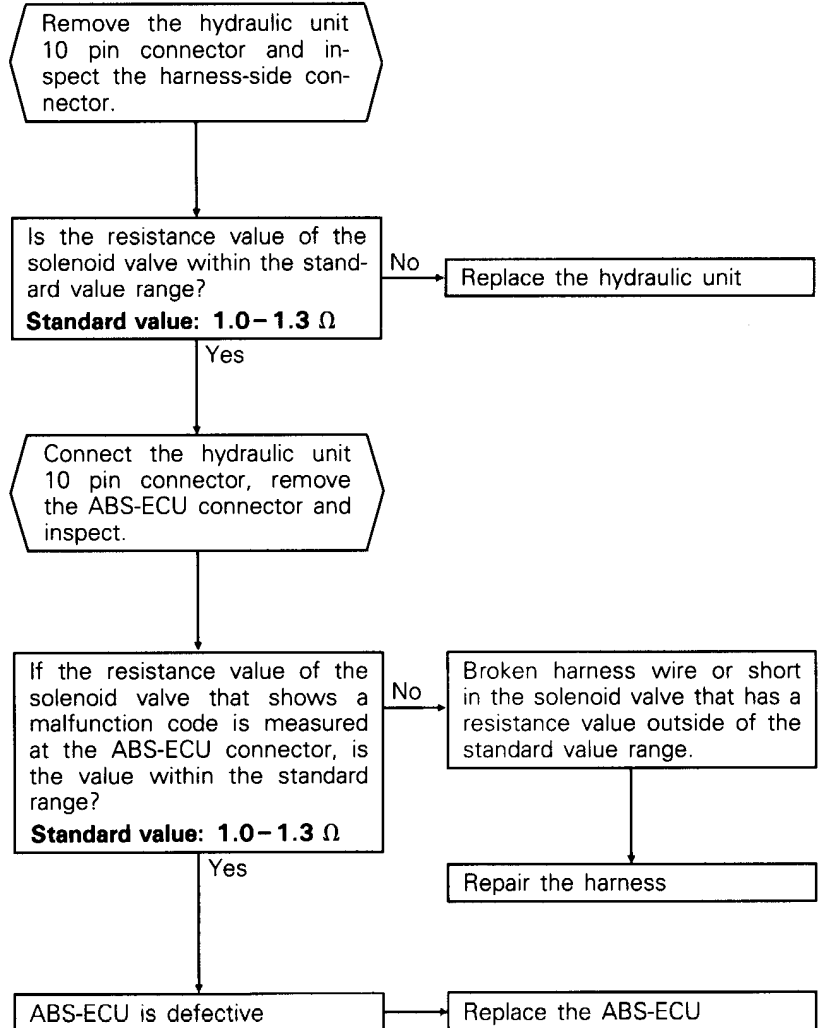 Remove the hydraulic unit
10 pin connector and in-
spect the harness-side con-
nector.
Is the resistance value of the
solenoid valve within the stand-
ard value range?
Standard value: 1.0–1.3 Ω
No
Replace the hydraulic unit
Yes
Connect the hydraulic unit
10 pin connector, remove
the ABS-ECU connector and
inspect.
If the resistance value of the
solenoid valve that shows a
malfunction code is measured
at the ABS-ECU connector, is
the value within the standard
range?
Standard value: 1.0–1.3 Ω
No
Broken harness wire or short
in the solenoid valve that has a
resistance value outside of the
standard value range.
Repair the harness
Yes
ABS-ECU is defective
Replace the ABS-ECU